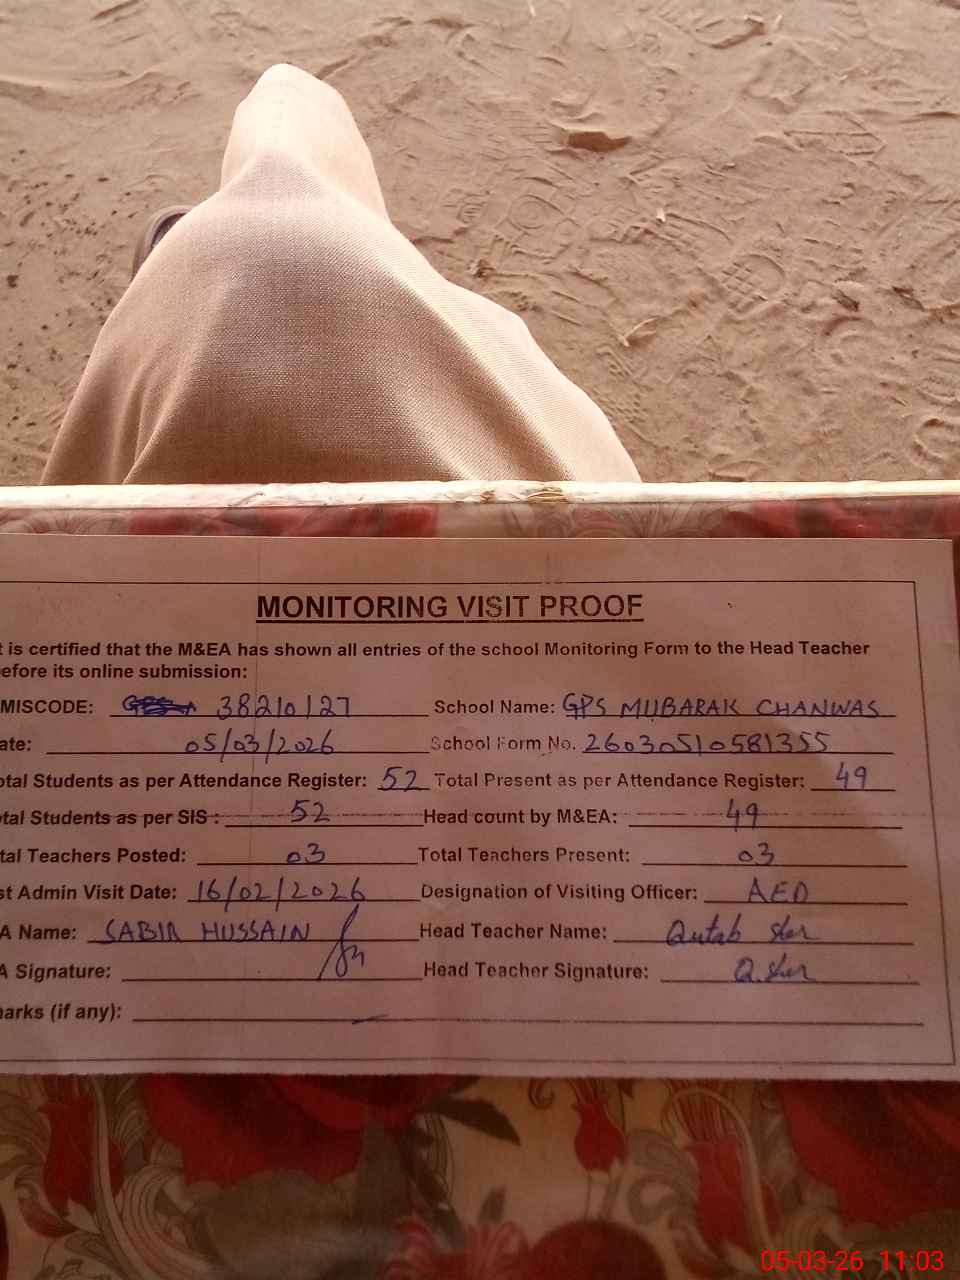 MONITORING VISIT PROOF
t is certified that the M&EA has shown all entries of the school Monitoring Form to the Head Teacher
efore its online submission:
MISCODE: 38210127 School Name: GPS MUBARAK CHANWAS
ate: 05/03/2026 School Form No. 26030510581355
otal Students as per Attendance Register: 52 Total Present as per Attendance Register: 49
otal Students as per SIS : 52 Head count by M&EA: 49
tal Teachers Posted: 03 Total Teachers Present: 03
st Admin Visit Date: 16/02/2026 Designation of Visiting Officer: AEO
A Name: SABIR HUSSAIN Head Teacher Name: Qutab sher
A Signature: Head Teacher Signature: Q.sher
arks (if any):
05-03-26 11:03